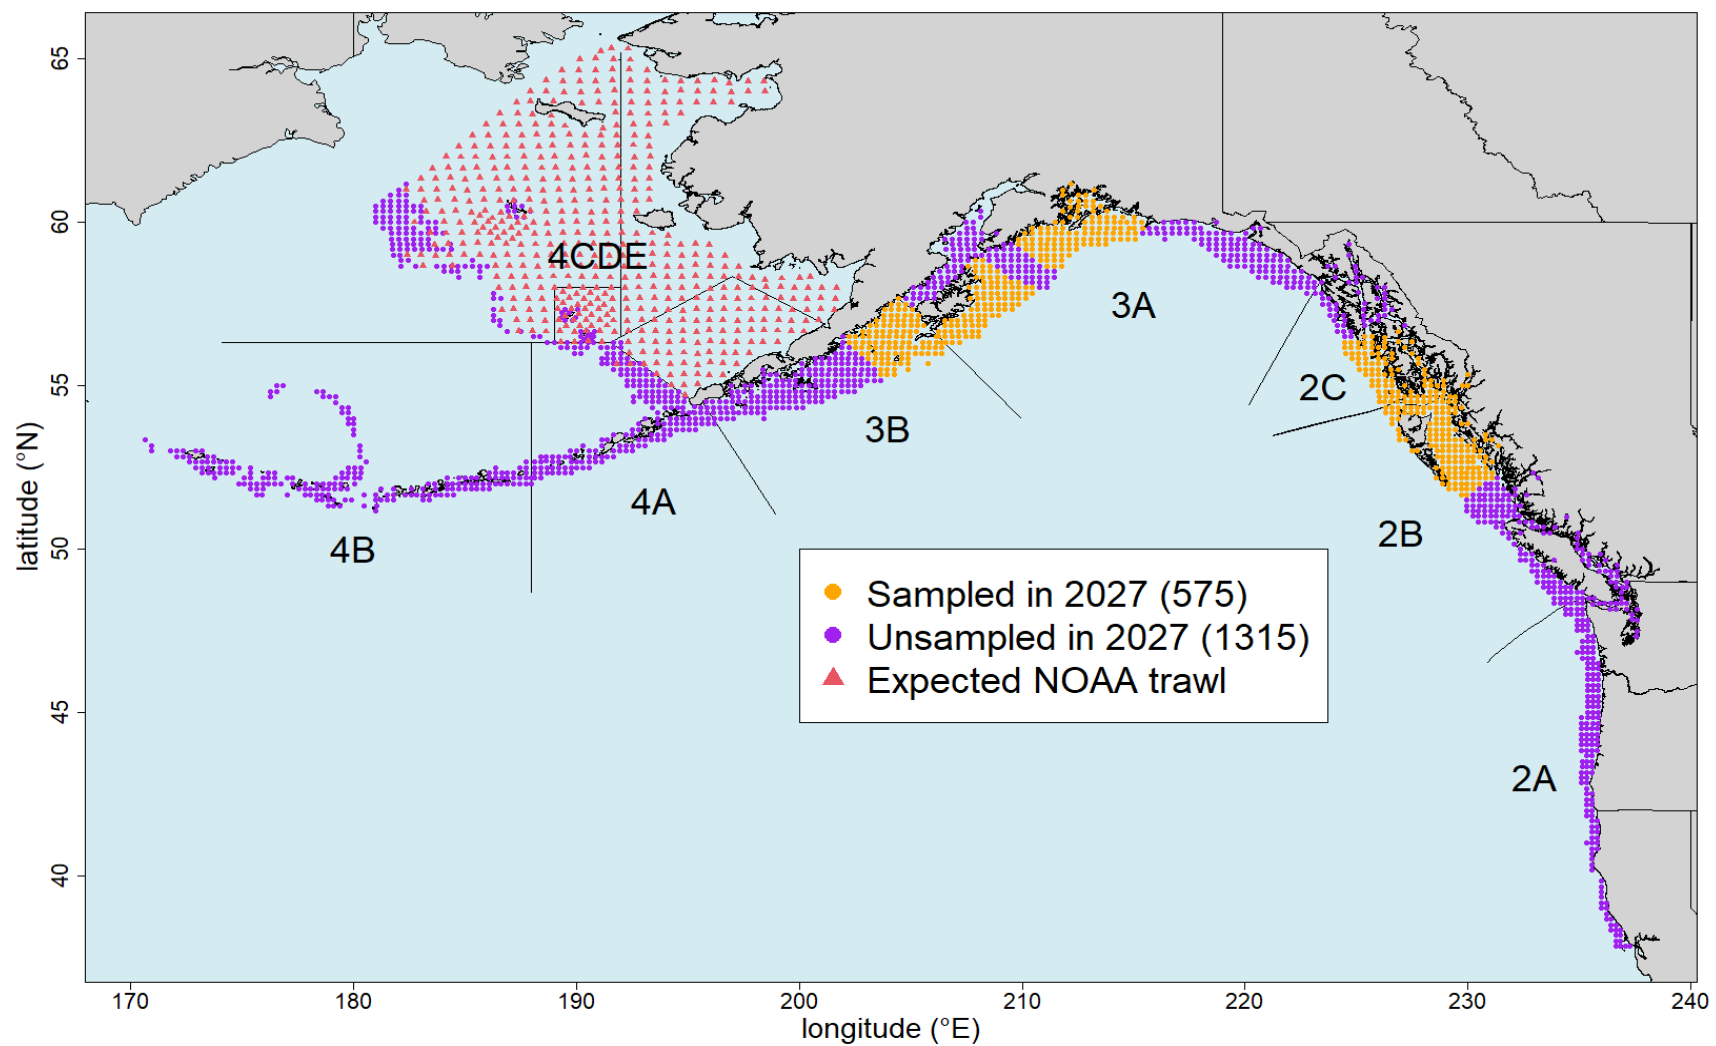 65
60
55
50
45
40
latitude (°N)
4CDE
3A
2C
3B
4A
2B
4B
Sampled in 2027 (575)
Unsampled in 2027 (1315)
Expected NOAA trawl
2A
170
180
190
200
210
220
230
240
longitude (°E)